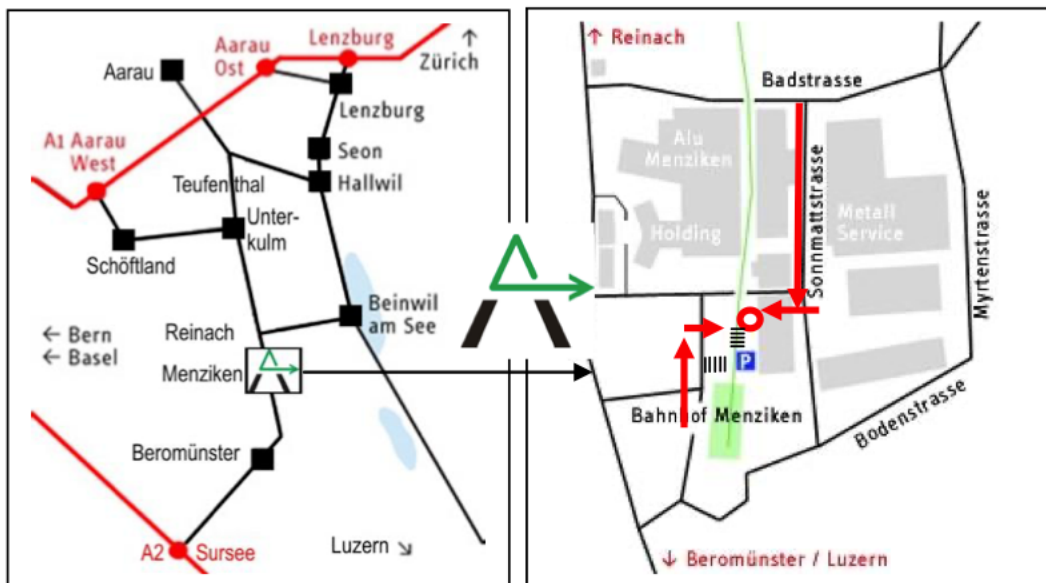 Aarau
Ost
Lenzburg
↑
Zürich
Aarau
Lenzburg
A1 Aarau
West
Seon
Teufenthal
Hallwil
Unter-
kulm
Schöftland
Beinwil
am See
← Bern
← Basel
Reinach
Menziken
Beromünster
A2 Sursee
Luzern ↘
↑ Reinach
Badstrasse
Alu
Menziken
Sonnmattstrasse
Holding
Metall
Service
Myrtenstrasse
P
Bahnhof Menziken
Bodenstrasse
↓ Beromünster / Luzern